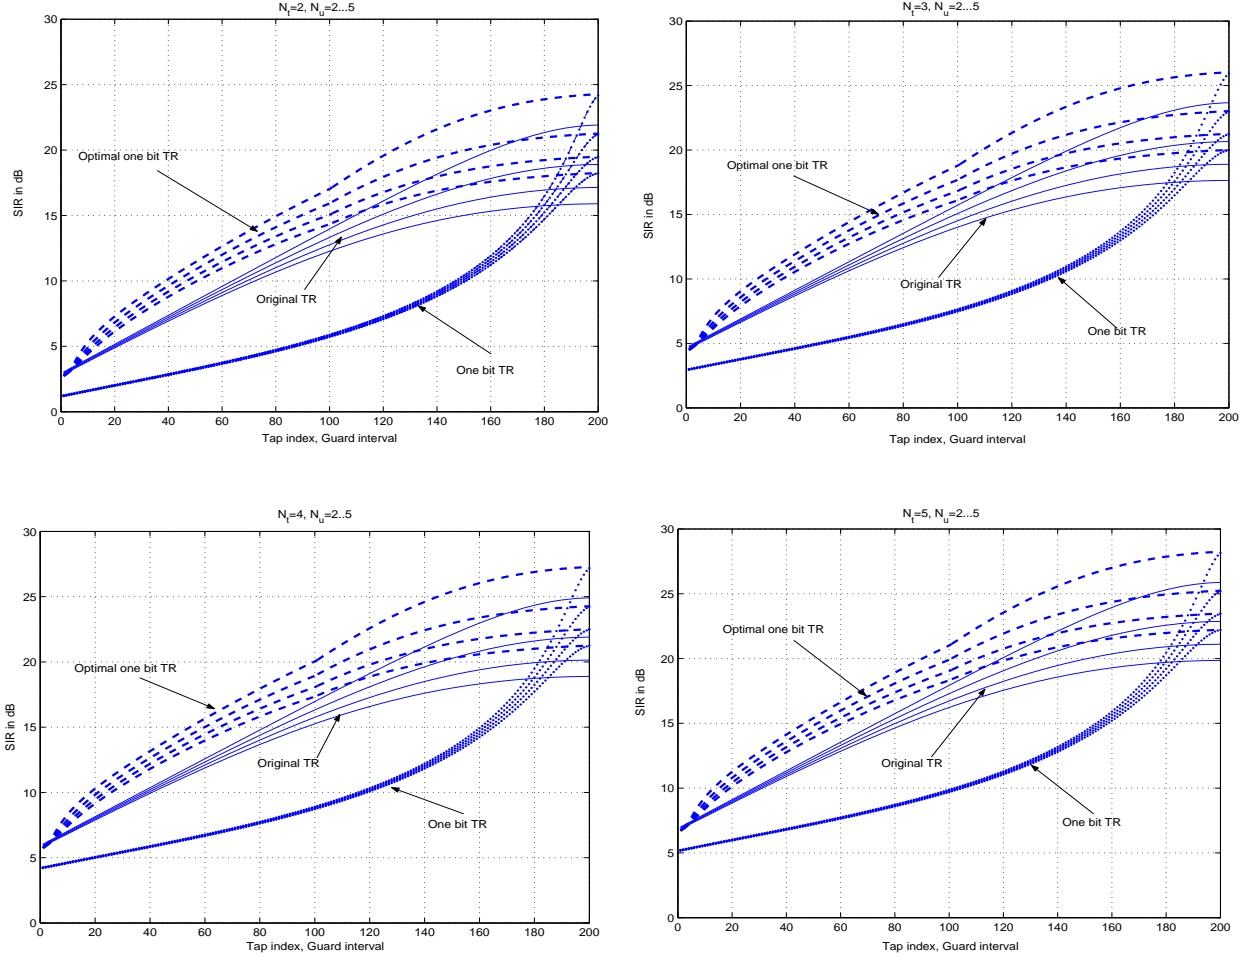 N_t=2, N_u=2...5
30
25
20
15
10
5
0
SIR in dB
Optimal one bit TR
Original TR
One bit TR
0 20 40 60 80 100 120 140 160 180 200
Tap index, Guard interval
N_t=3, N_u=2...5
30
25
20
15
10
5
0
SIR in dB
Optimal one bit TR
Original TR
One bit TR
0 20 40 60 80 100 120 140 160 180 200
Tap index, Guard interval
N_t=4, N_u=2...5
30
25
20
15
10
5
0
SIR in dB
Optimal one bit TR
Original TR
One bit TR
0 20 40 60 80 100 120 140 160 180 200
Tap index, Guard interval
N_t=5, N_u=2...5
30
25
20
15
10
5
0
SIR in dB
Optimal one bit TR
Original TR
One bit TR
0 20 40 60 80 100 120 140 160 180 200
Tap index, Guard interval